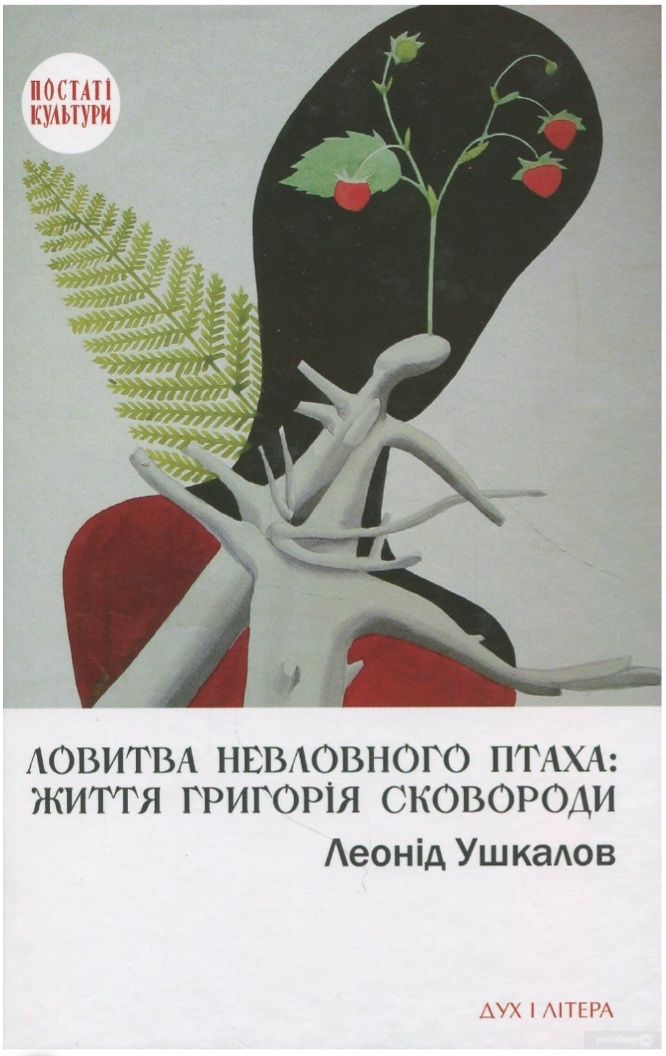 ПОСТАТІ
КУЛЬТУРИ
ЛОВИТВА НЕВЛОВНОГО ПТАХА:
ЖИТТЯ ГРИГОРІЯ СКОВОРОДИ
Леонід Ушкалов
ДУХ І ЛІТЕРА